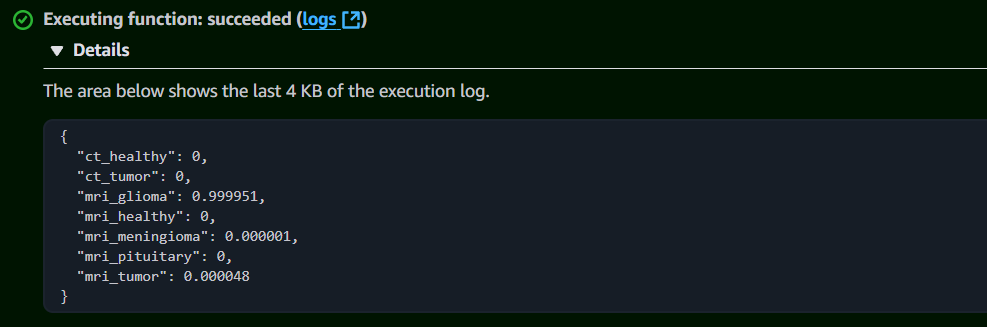 Executing function: succeeded (logs)
Details
The area below shows the last 4 KB of the execution log.
{
  "ct_healthy": 0,
  "ct_tumor": 0,
  "mri_glioma": 0.999951,
  "mri_healthy": 0,
  "mri_meningioma": 0.000001,
  "mri_pituitary": 0,
  "mri_tumor": 0.000048
}